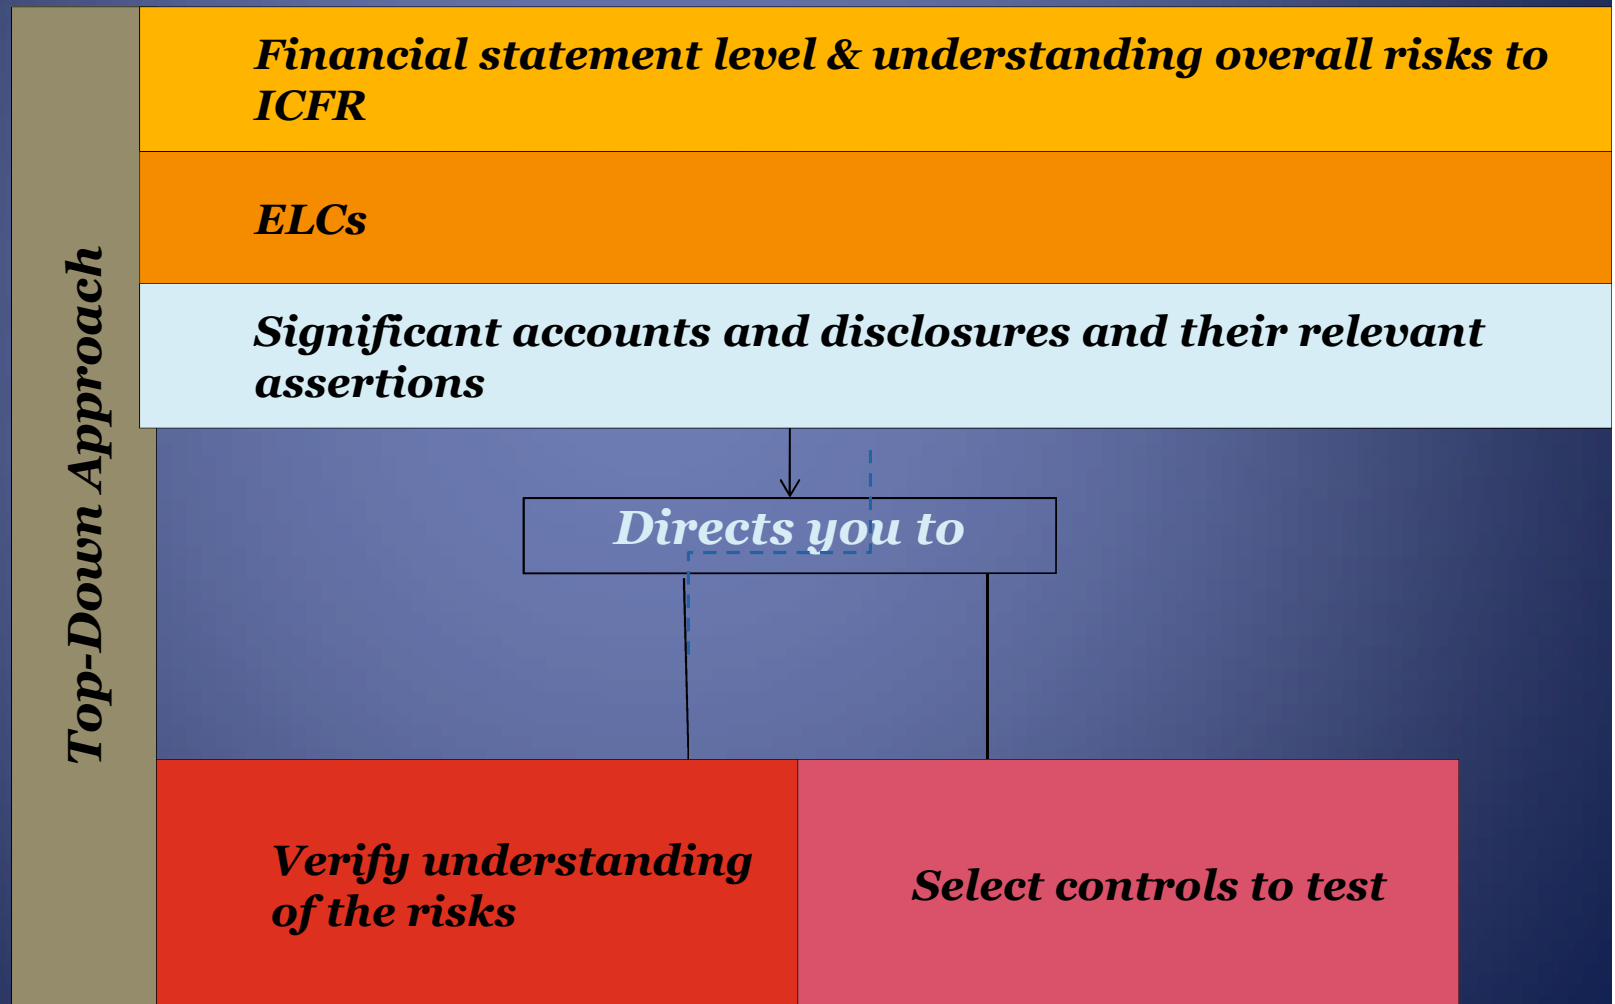 Top-Down Approach
Financial statement level & understanding overall risks to
ICFR
ELCs
Significant accounts and disclosures and their relevant
assertions
Directs you to
Verify understanding
of the risks
Select controls to test